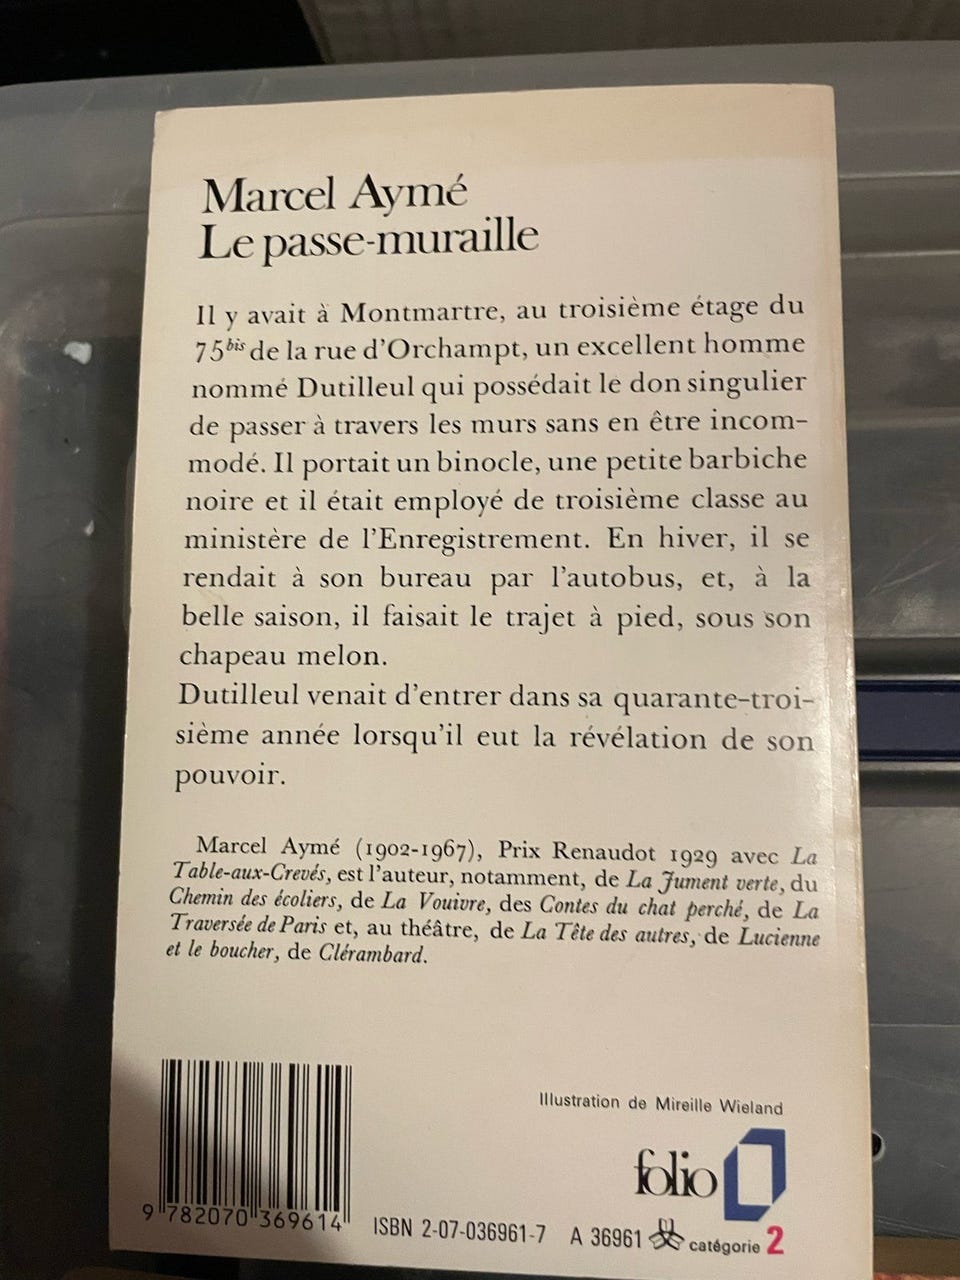 Marcel Aymé
Le passe-muraille
Il y avait à Montmartre, au troisième étage du
75bis de la rue d'Orchampt, un excellent homme
nommé Dutilleul qui possédait le don singulier
de passer à travers les murs sans en être incom-
modé. Il portait un binocle, une petite barbiche
noire et il était employé de troisième classe au
ministère de l'Enregistrement. En hiver, il se
rendait à son bureau par l'autobus, et, à la
belle saison, il faisait le trajet à pied, sous son
chapeau melon.
Dutilleul venait d'entrer dans sa quarante-troi-
sième année lorsqu'il eut la révélation de son
pouvoir.
Marcel Aymé (1902-1967), Prix Renaudot 1929 avec La
Table-aux-Crevés, est l'auteur, notamment, de La Jument verte, du
Chemin des écoliers, de La Vouivre, des Contes du chat perché, de La
Traversée de Paris et, au théâtre, de La Tête des autres, de Lucienne
et le boucher, de Clérambard.
Illustration de Mireille Wieland
folio
9 782070 369614
ISBN 2-07-036961-7 A 36961 catégorie 2